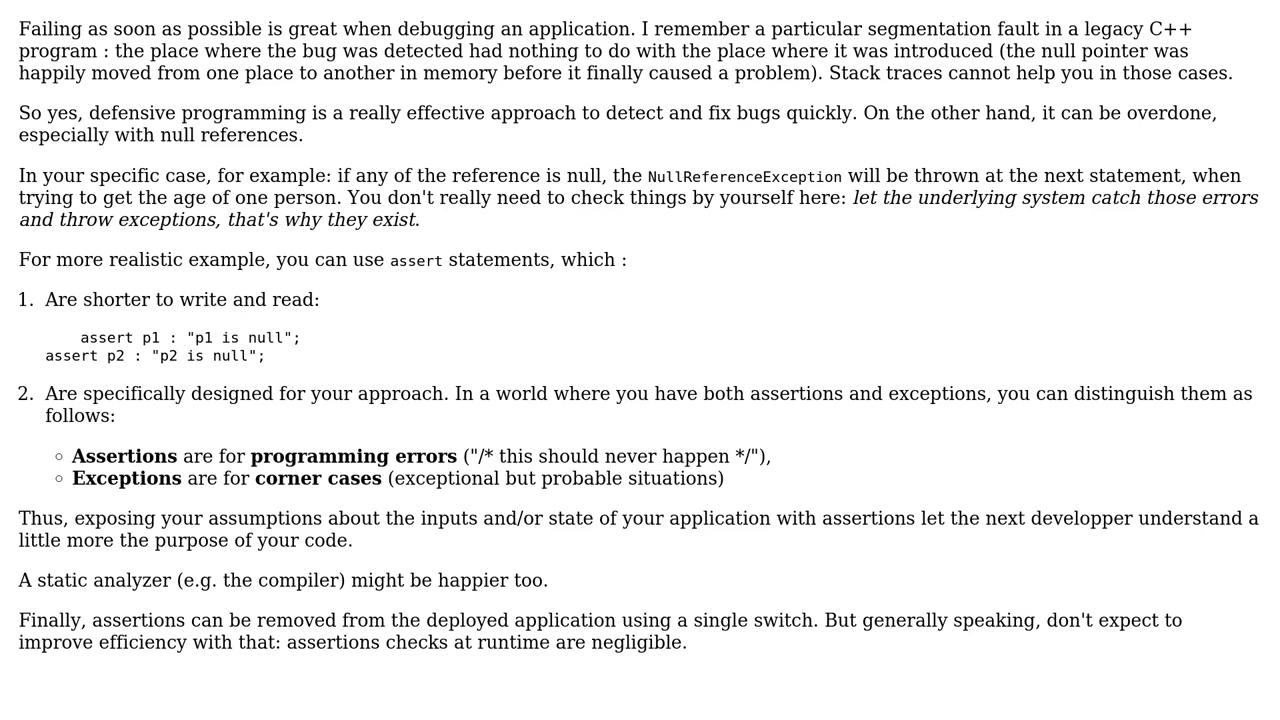 Failing as soon as possible is great when debugging an application. I remember a particular segmentation fault in a legacy C++
program : the place where the bug was detected had nothing to do with the place where it was introduced (the null pointer was
happily moved from one place to another in memory before it finally caused a problem). Stack traces cannot help you in those cases.
So yes, defensive programming is a really effective approach to detect and fix bugs quickly. On the other hand, it can be overdone,
especially with null references.
In your specific case, for example: if any of the reference is null, the NullReferenceException will be thrown at the next statement, when
trying to get the age of one person. You don't really need to check things by yourself here: let the underlying system catch those errors
and throw exceptions, that's why they exist.
For more realistic example, you can use assert statements, which :
1. Are shorter to write and read:
assert p1 : "p1 is null";
assert p2 : "p2 is null";
2. Are specifically designed for your approach. In a world where you have both assertions and exceptions, you can distinguish them as
follows:
◦ Assertions are for programming errors ("/* this should never happen */"),
◦ Exceptions are for corner cases (exceptional but probable situations)
Thus, exposing your assumptions about the inputs and/or state of your application with assertions let the next developper understand a
little more the purpose of your code.
A static analyzer (e.g. the compiler) might be happier too.
Finally, assertions can be removed from the deployed application using a single switch. But generally speaking, don't expect to
improve efficiency with that: assertions checks at runtime are negligible.